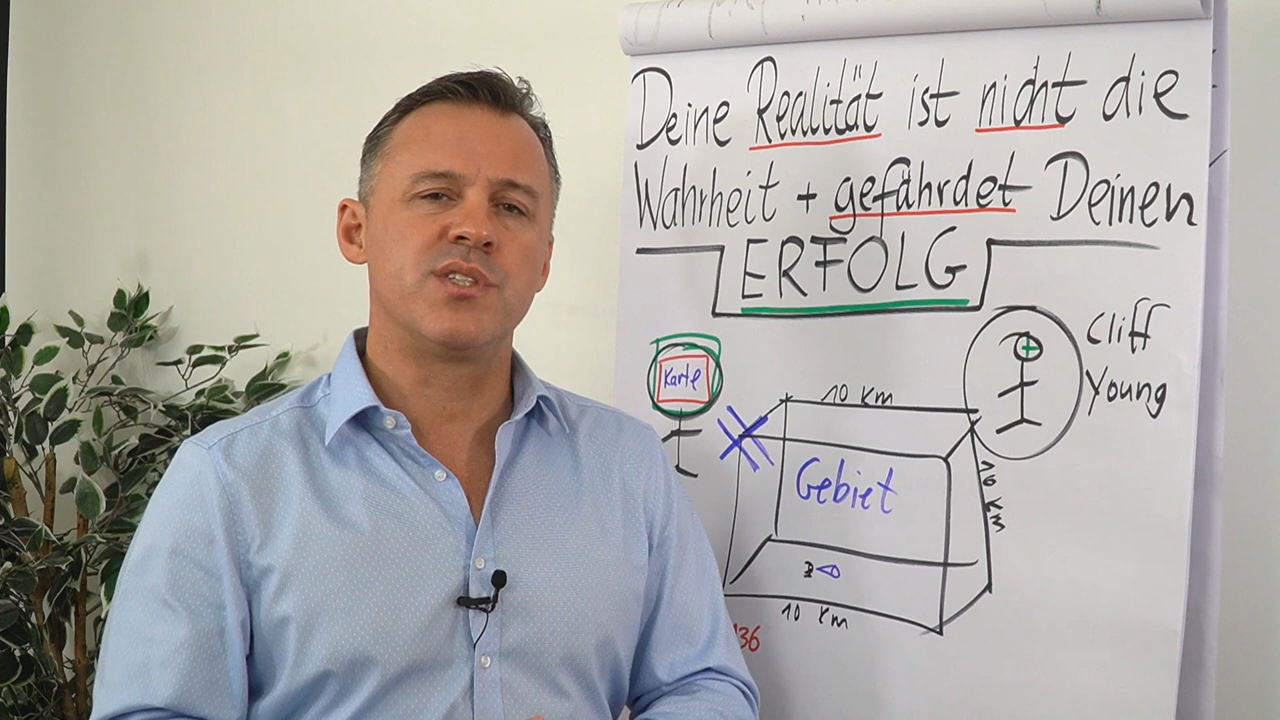 Deine Realität ist nicht die
Wahrheit + gefährdet Deinen
ERFOLG
Cliff
Young
Karte
10 km
Gebiet
10 km
10 km
36